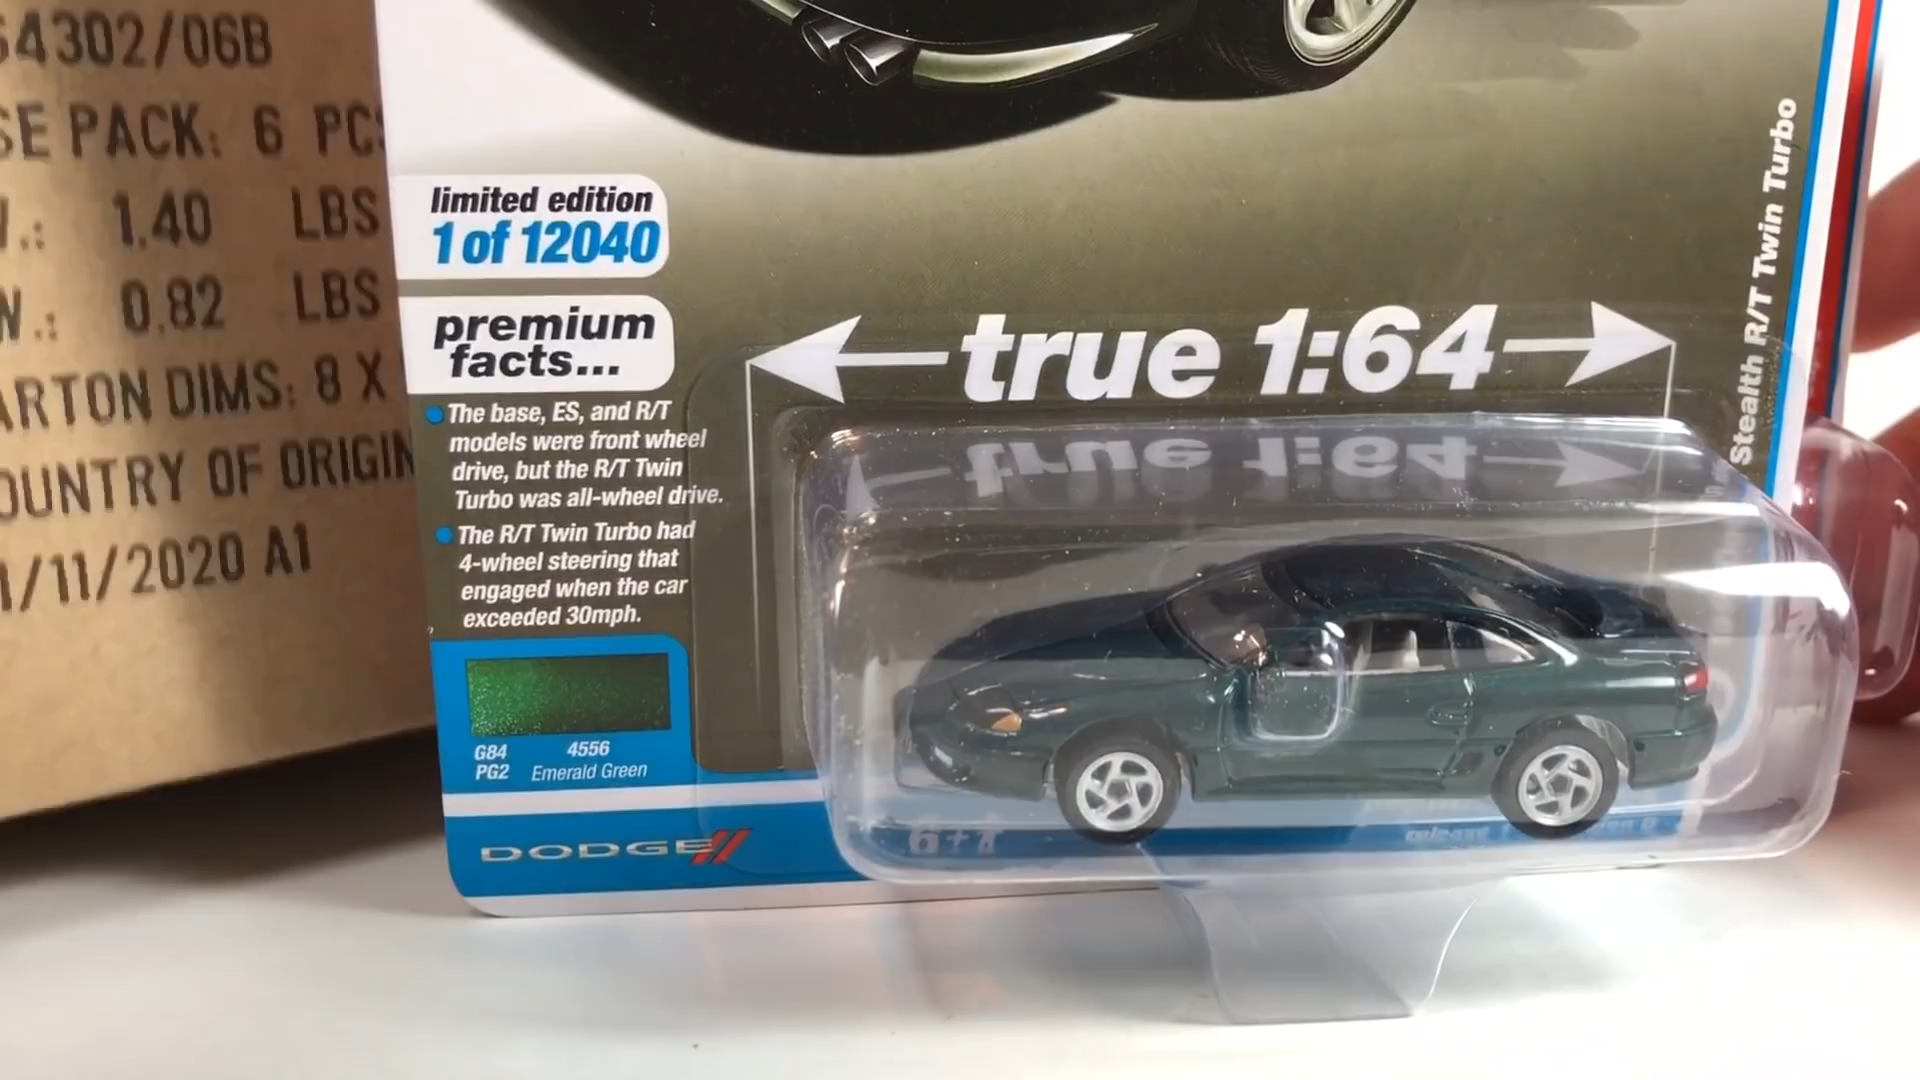 64302/06B
SE PACK: 6 PCS
W.: 1.40 LBS
W.: 0.82 LBS
ARTON DIMS: 8 X
OUNTRY OF ORIGIN
1/11/2020 A1
limited edition
1 of 12040
premium
facts...
The base, ES, and R/T
models were front wheel
drive, but the R/T Twin
Turbo was all-wheel drive.
The R/T Twin Turbo had
4-wheel steering that
engaged when the car
exceeded 30mph.
G84 4556
PG2 Emerald Green
DODGE
true 1:64
true 1:64
Stealth R/T Twin Turbo